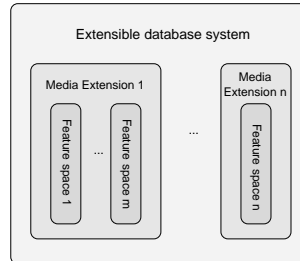 Extensible database system
Media Extension 1
Feature space 1
...
Feature space m
...
Media
Extension n
Feature space n